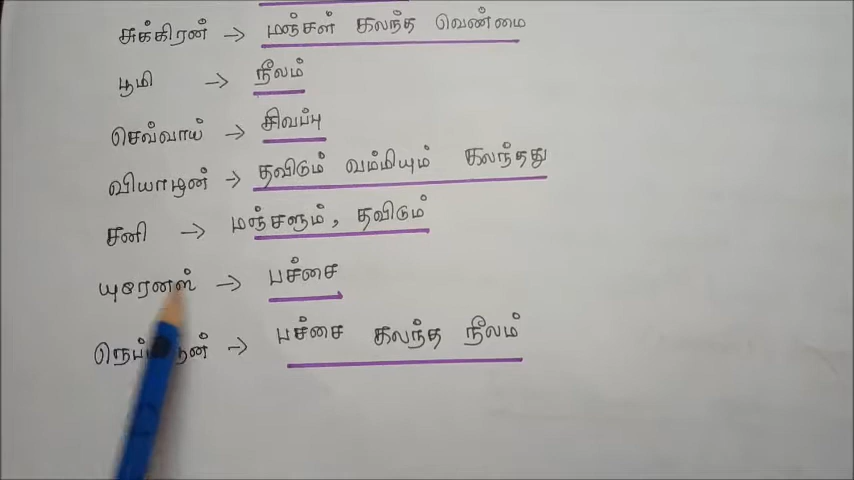 சுக்கிரன் → மஞ்சள் கலந்த வெண்மை
பூமி → நீலம்
செவ்வாய் → சிவப்பு
வியாழன் → தவிடும் வம்மியும் கலந்தது
சனி → மஞ்சளும், தவிடும்
யுரேனஸ் → பச்சை
→ பச்சை கலந்த நீலம்